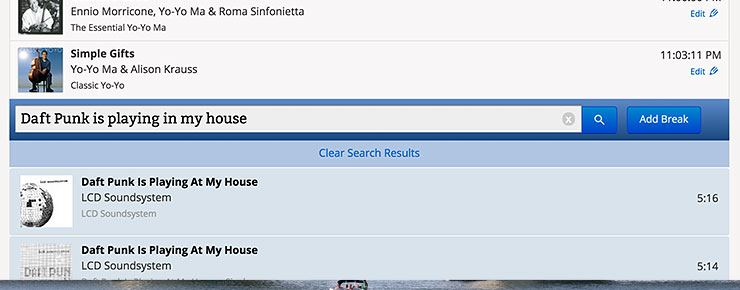 Ennio Morricone, Yo-Yo Ma & Roma Sinfonietta
The Essential Yo-Yo Ma
Edit
Simple Gifts
11:03:11 PM
Yo-Yo Ma & Alison Krauss
Edit
Classic Yo-Yo
Daft Punk is playing in my house
Add Break
Clear Search Results
Daft Punk Is Playing At My House
LCD Soundsystem
5:16
LCD Soundsystem
Daft Punk Is Playing At My House
LCD Soundsystem
5:14